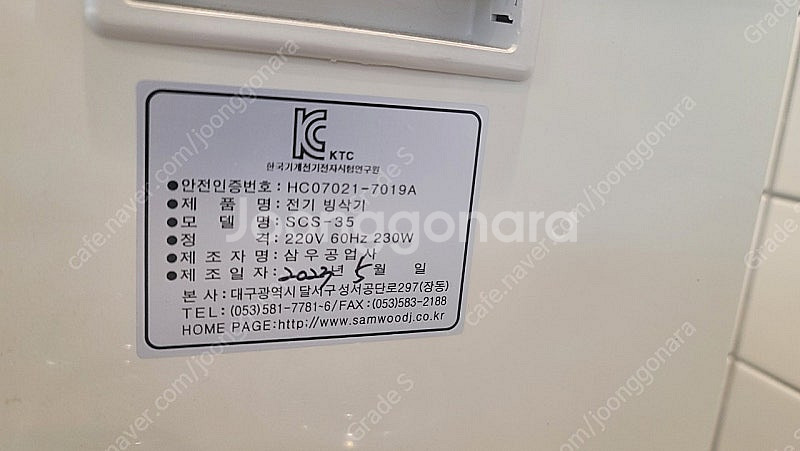 KC KTC
한국기계전기전자시험연구원
●안전인증번호: HC07021-7019A
●제 품 명: 전기 빙삭기
●모 델 명: SCS-35
●정 격: 220V 60Hz 230W
●제 조 자 명: 삼우공업사
●제 조 일 자: 2023년 5월 일
본 사: 대구광역시달서구성서공단로297(장동)
TEL: (053)581-7781~6/FAX: (053)583-2188
HOME PAGE: http://www.samwoodj.co.kr
Joonggonara
cafe.naver.com/joonggonara
Grade S